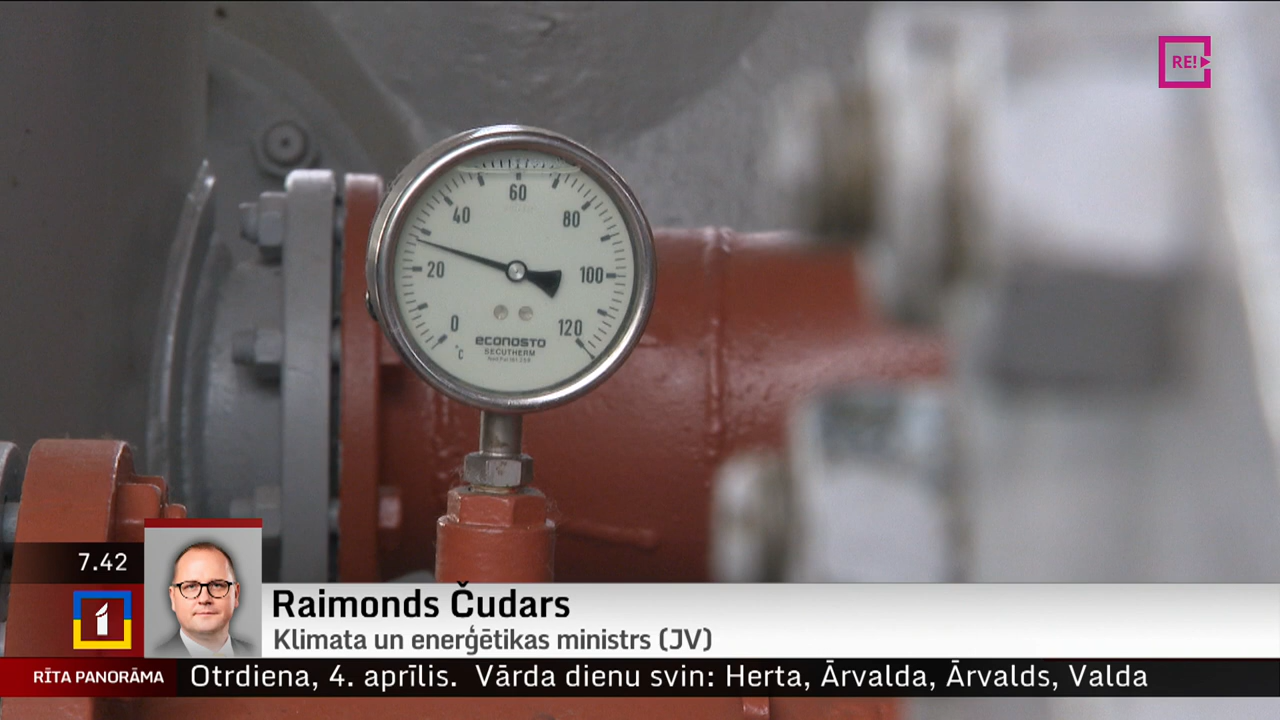 RE!
60
40
80
20
100
0
120
°C
econosto
SECUTHERM
7.42
1
Raimonds Čudars
Klimata un enerģētikas ministrs (JV)
RĪTA PANORĀMA
Otrdiena, 4. aprīlis. Vārda dienu svin: Herta, Ārvalda, Ārvalds, Valda